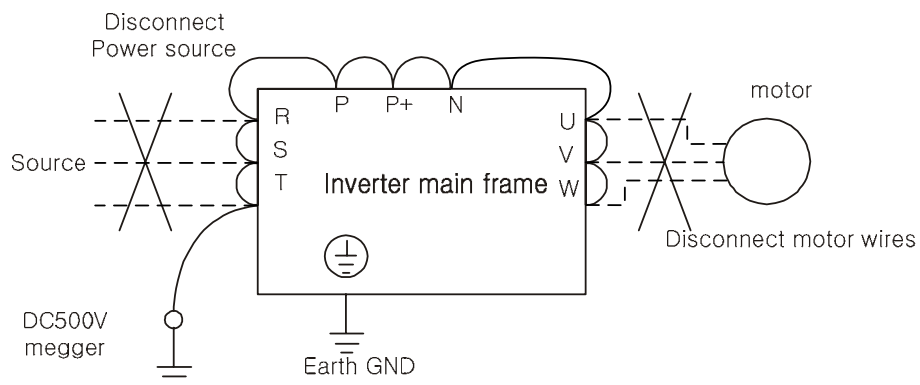 Disconnect
Power source
P P+ N
motor
R
U
S
V
Source
T
Inverter main frame
W
Disconnect motor wires
DC500V
megger
Earth GND